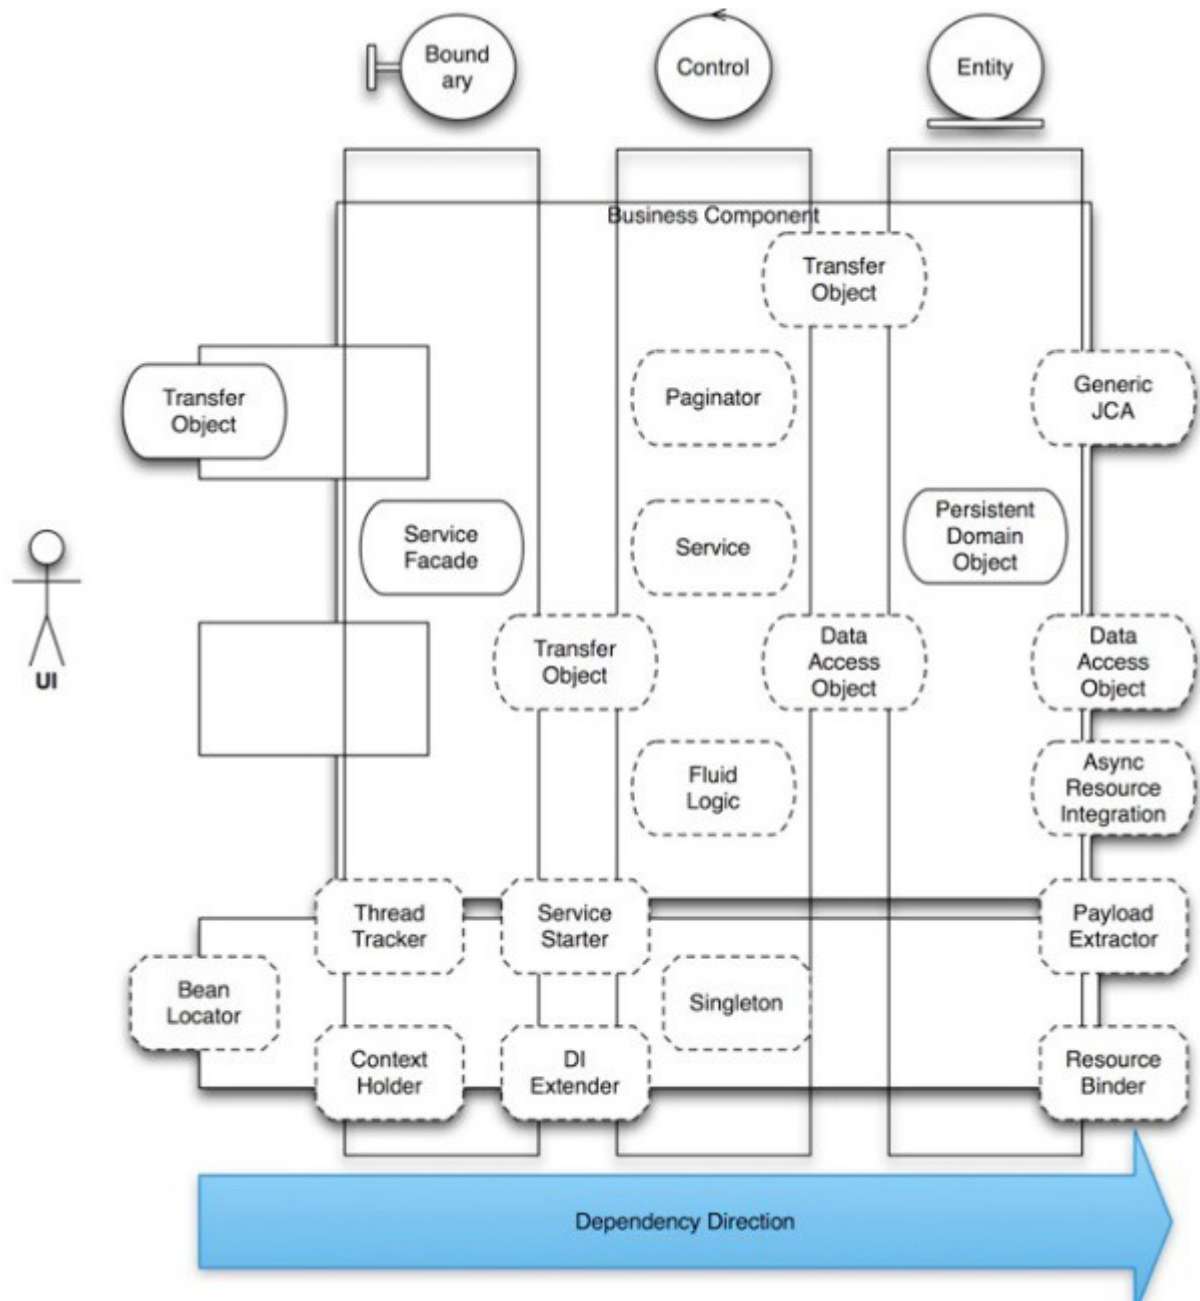 Bound
ary
Control
Entity
Business Component
Transfer
Object
Transfer
Object
Paginator
Generic
JCA
Service
Facade
Service
Persistent
Domain
Object
UI
Transfer
Object
Data
Access
Object
Data
Access
Object
Fluid
Logic
Async
Resource
Integration
Thread
Tracker
Service
Starter
Payload
Extractor
Bean
Locator
Singleton
Context
Holder
DI
Extender
Resource
Binder
Dependency Direction